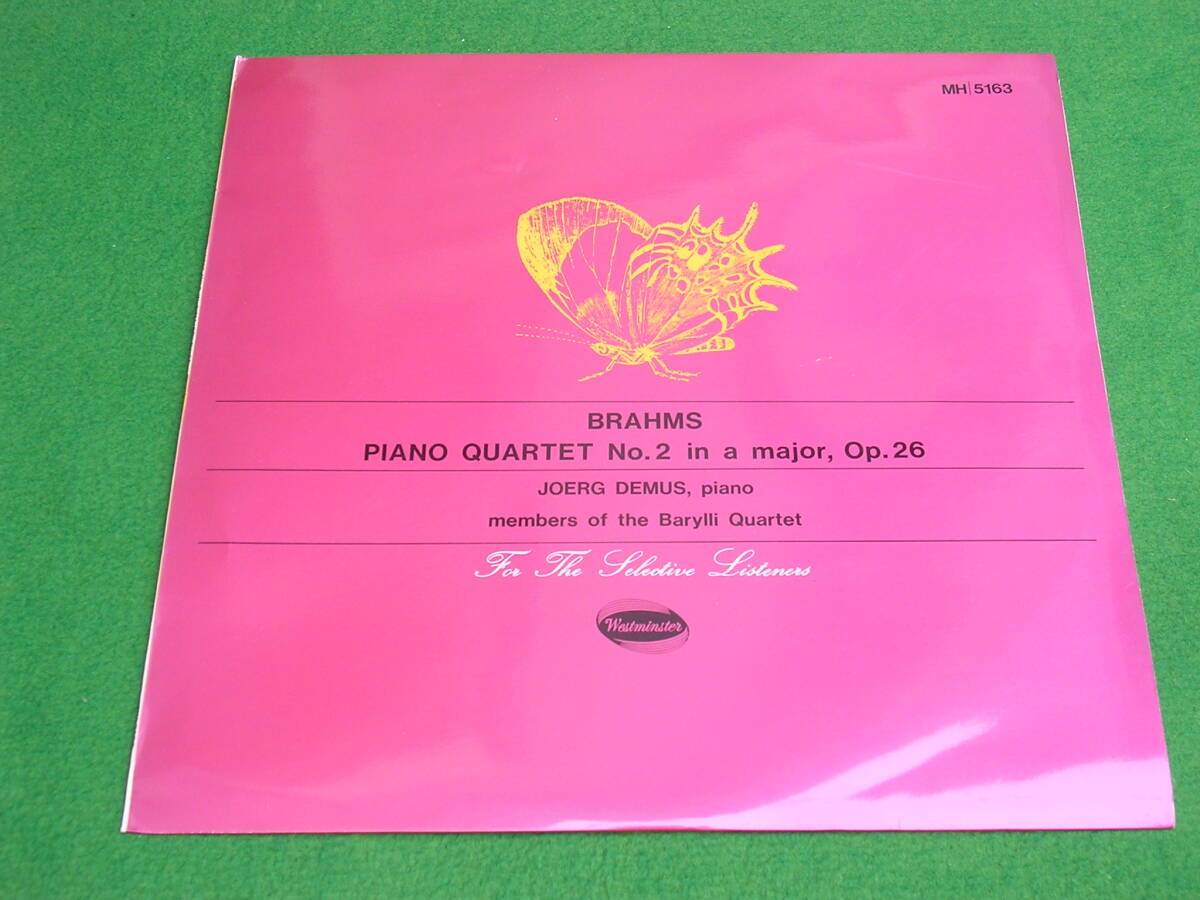 MH|5163
BRAHMS
PIANO QUARTET No.2 in a major, Op.26
JOERG DEMUS, piano
members of the Barylli Quartet
For The Selective Listeners
Westminster